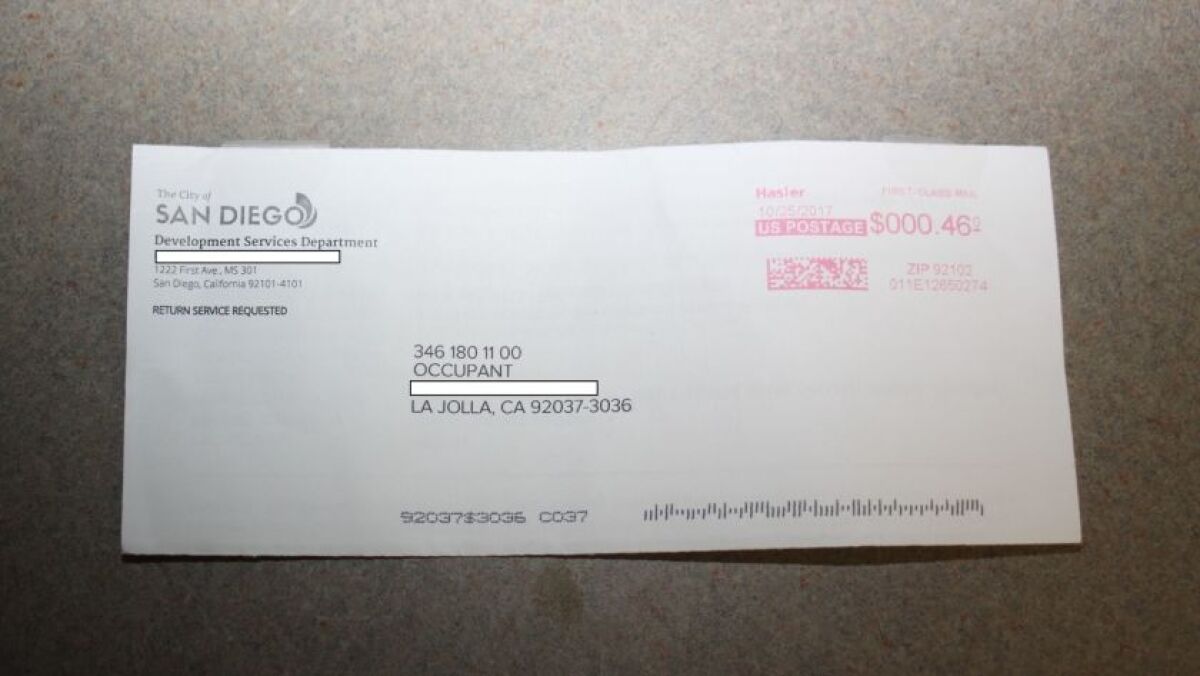 The City of
SAN DIEGO
Development Services Department
1222 First Ave., MS 301
San Diego, California 92101-4101
RETURN SERVICE REQUESTED
Hasler
FIRST-CLASS MAIL
10/25/2017
US POSTAGE $000.46⁰
ZIP 92102
011E12650274
346 180 11 00
OCCUPANT
LA JOLLA, CA 92037-3036
92037$3036 C037